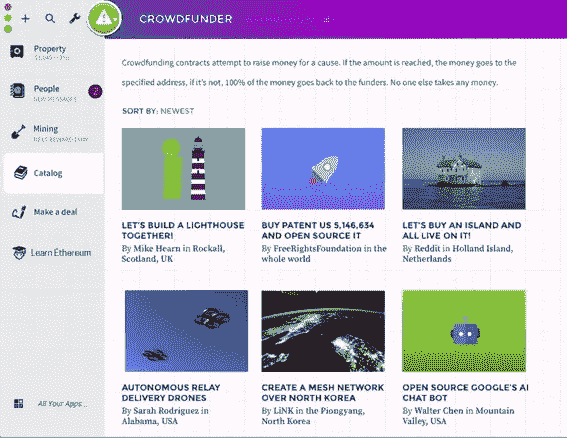 CROWDFUNDER
Property
People
Mining
Catalog
Make a deal
Learn Ethereum
All Your Apps...
Crowdfunding contracts attempt to raise money for a cause. If the amount is reached, the money goes to the
specified address, if it's not, 100% of the money goes back to the funders. No one else takes any money.
SORT BY: NEWEST
LET'S BUILD A LIGHTHOUSE
TOGETHER!
By Mike Hearn in Rockall,
Scotland, UK
BUY PATENT US 5,146,634
AND OPEN SOURCE IT
By FreeRightsFoundation in the
whole world
LET'S BUY AN ISLAND AND
ALL LIVE ON IT!
By Reddit in Holland Island,
Netherlands
AUTONOMOUS RELAY
DELIVERY DRONES
By Sarah Rodriguez in
Alabama, USA
CREATE A MESH NETWORK
OVER NORTH KOREA
By LiNK in the Piongyang,
North Korea
OPEN SOURCE GOOGLE'S AI
CHAT BOT
By Walter Chen in Mountain
Valley, USA